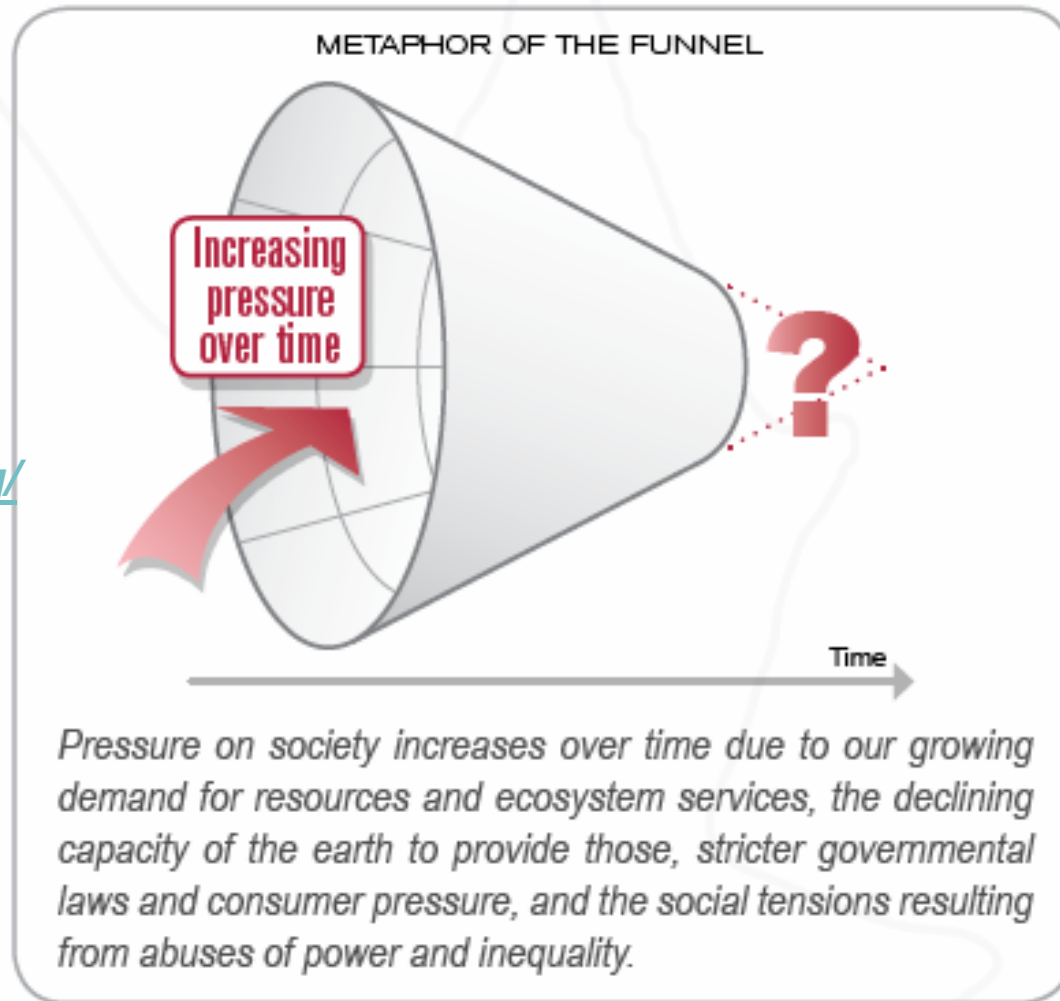 METAPHOR OF THE FUNNEL
Increasing
pressure
over time
?
Time
Pressure on society increases over time due to our growing
demand for resources and ecosystem services, the declining
capacity of the earth to provide those, stricter governmental
laws and consumer pressure, and the social tensions resulting
from abuses of power and inequality.